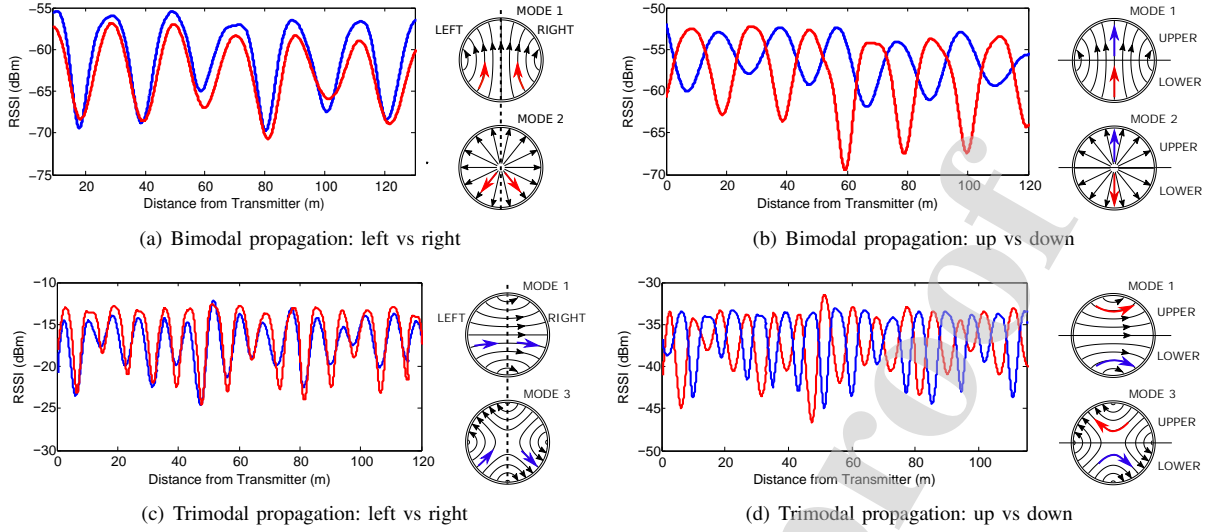 −55
−60
−65
−70
−75
RSSI (dBm)
20 40 60 80 100 120
Distance from Transmitter (m)
MODE 1
LEFT RIGHT
MODE 2
(a) Bimodal propagation: left vs right
−50
−55
−60
−65
−70
RSSI (dBm)
0 20 40 60 80 100 120
Distance from Transmitter (m)
MODE 1
UPPER
LOWER
MODE 2
UPPER
LOWER
(b) Bimodal propagation: up vs down
−10
−15
−20
−25
−30
RSSI (dBm)
0 20 40 60 80 100 120
Distance from Transmitter (m)
MODE 1
LEFT RIGHT
MODE 3
(c) Trimodal propagation: left vs right
−30
−35
−40
−45
−50
RSSI (dBm)
0 20 40 60 80 100
Distance from Transmitter (m)
MODE 1
UPPER
LOWER
MODE 3
UPPER
LOWER
(d) Trimodal propagation: up vs down
proof